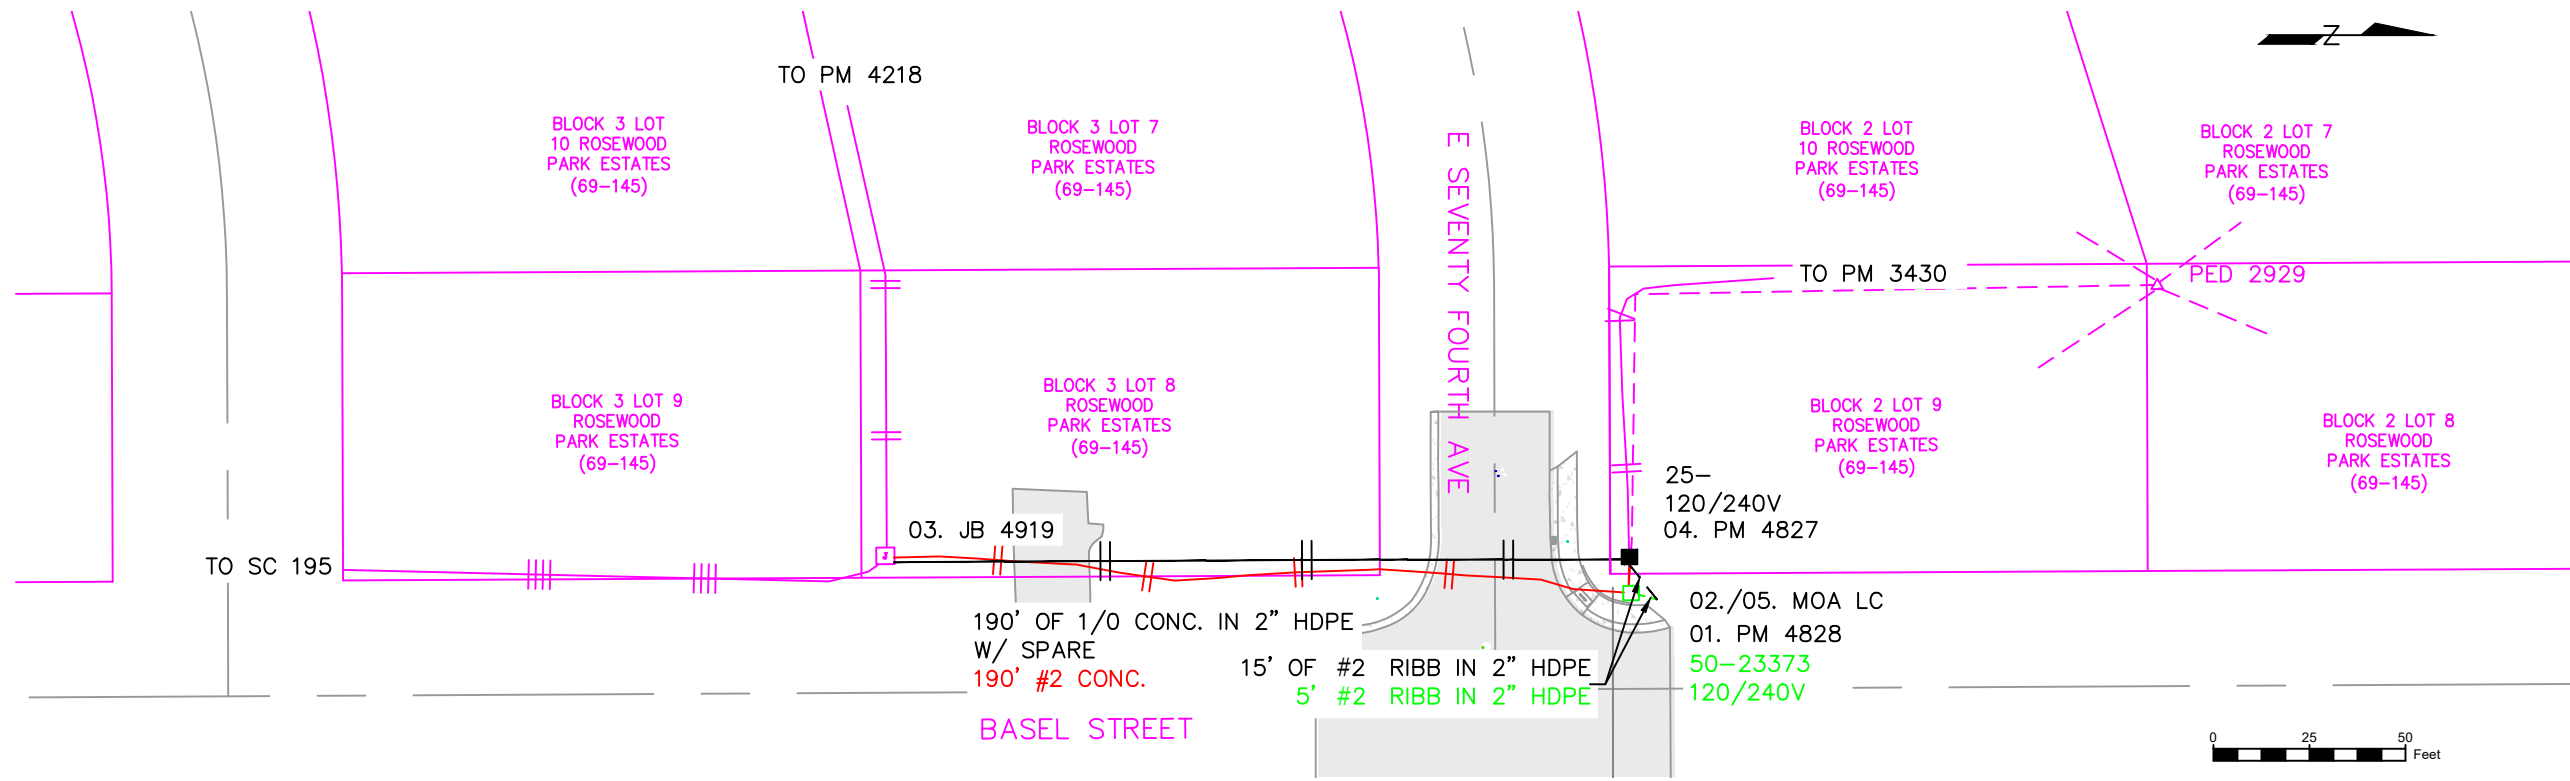 Z
TO PM 4218
BLOCK 3 LOT
10 ROSEWOOD
PARK ESTATES
(69-145)
BLOCK 3 LOT 7
ROSEWOOD
PARK ESTATES
(69-145)
E SEVENTY FOURTH AVE
BLOCK 2 LOT
10 ROSEWOOD
PARK ESTATES
(69-145)
BLOCK 2 LOT 7
ROSEWOOD
PARK ESTATES
(69-145)
TO PM 3430
PED 2929
BLOCK 3 LOT 9
ROSEWOOD
PARK ESTATES
(69-145)
BLOCK 3 LOT 8
ROSEWOOD
PARK ESTATES
(69-145)
BLOCK 2 LOT 9
ROSEWOOD
PARK ESTATES
(69-145)
BLOCK 2 LOT 8
ROSEWOOD
PARK ESTATES
(69-145)
25-
120/240V
04. PM 4827
03. JB 4919
J
TO SC 195
02./05. MOA LC
01. PM 4828
50-23373
120/240V
190' OF 1/0 CONC. IN 2" HDPE
W/ SPARE
190' #2 CONC.
15' OF #2 RIBB IN 2" HDPE
5' #2 RIBB IN 2" HDPE
BASEL STREET
0 25 50
Feet